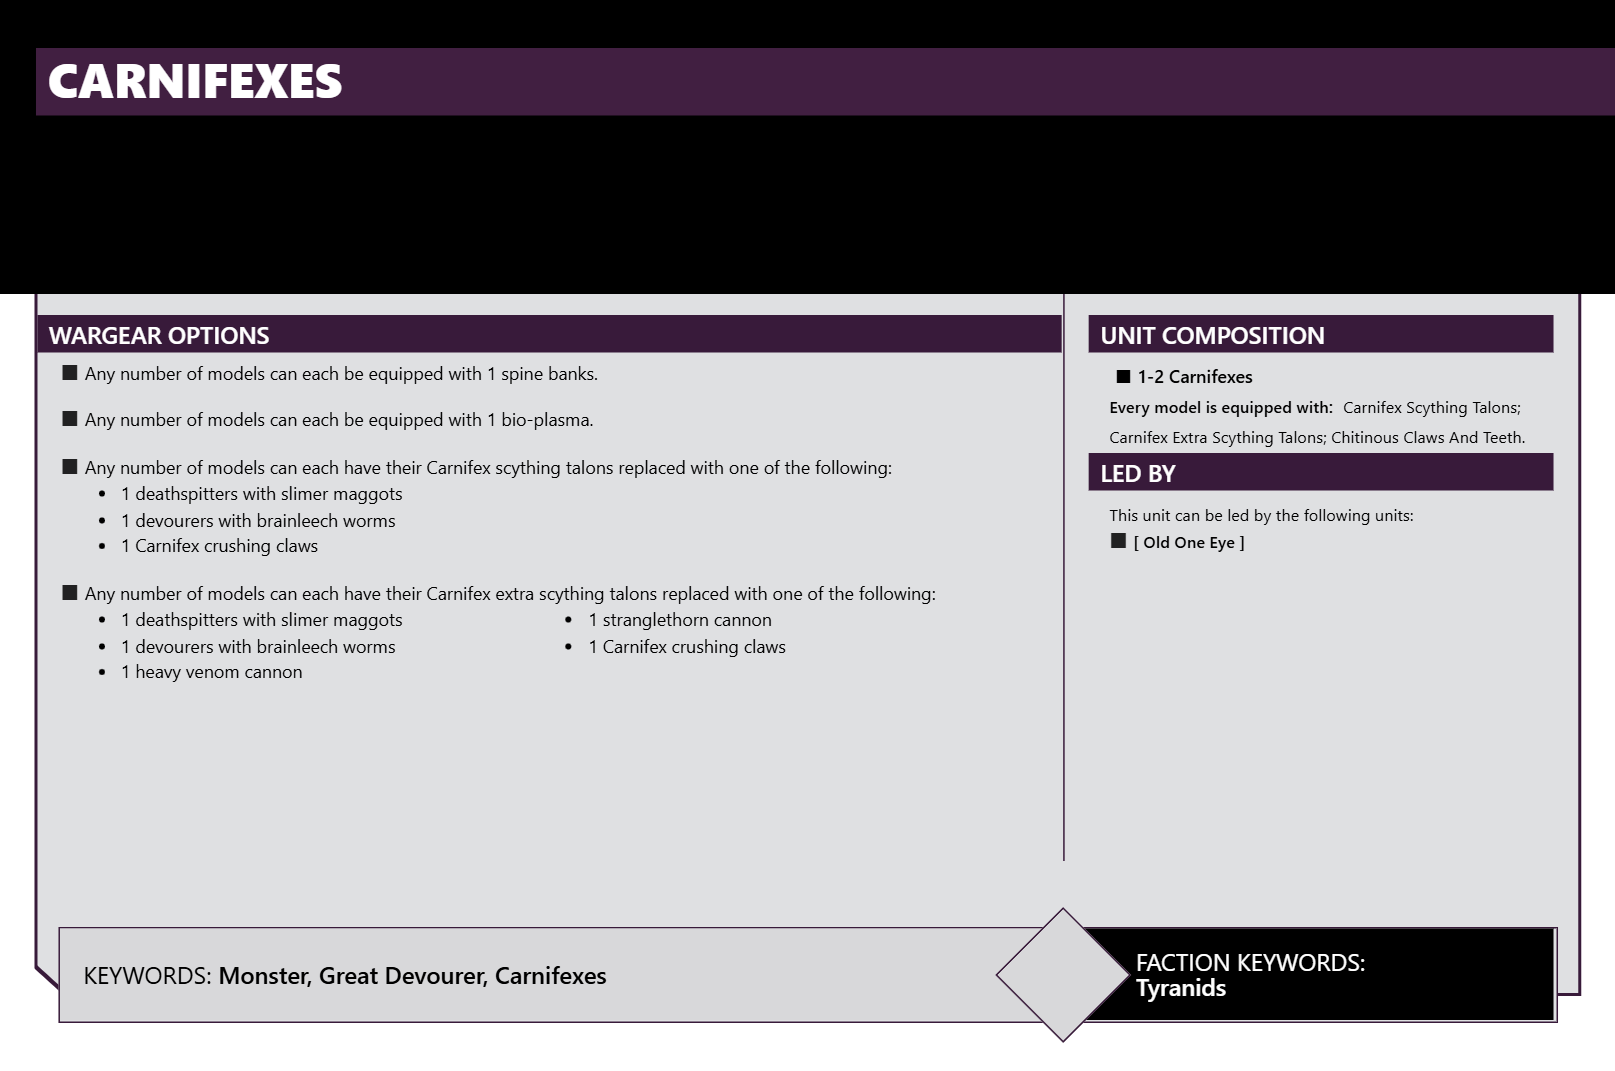 CARNIFEXES
WARGEAR OPTIONS
■ Any number of models can each be equipped with 1 spine banks.
■ Any number of models can each be equipped with 1 bio-plasma.
■ Any number of models can each have their Carnifex scything talons replaced with one of the following:
• 1 deathspitters with slimer maggots
• 1 devourers with brainleech worms
• 1 Carnifex crushing claws
■ Any number of models can each have their Carnifex extra scything talons replaced with one of the following:
• 1 deathspitters with slimer maggots
• 1 devourers with brainleech worms
• 1 heavy venom cannon
• 1 stranglethorn cannon
• 1 Carnifex crushing claws
UNIT COMPOSITION
■ 1-2 Carnifexes
Every model is equipped with: Carnifex Scything Talons;
Carnifex Extra Scything Talons; Chitinous Claws And Teeth.
LED BY
This unit can be led by the following units:
■ [ Old One Eye ]
KEYWORDS: Monster, Great Devourer, Carnifexes
FACTION KEYWORDS:
Tyranids